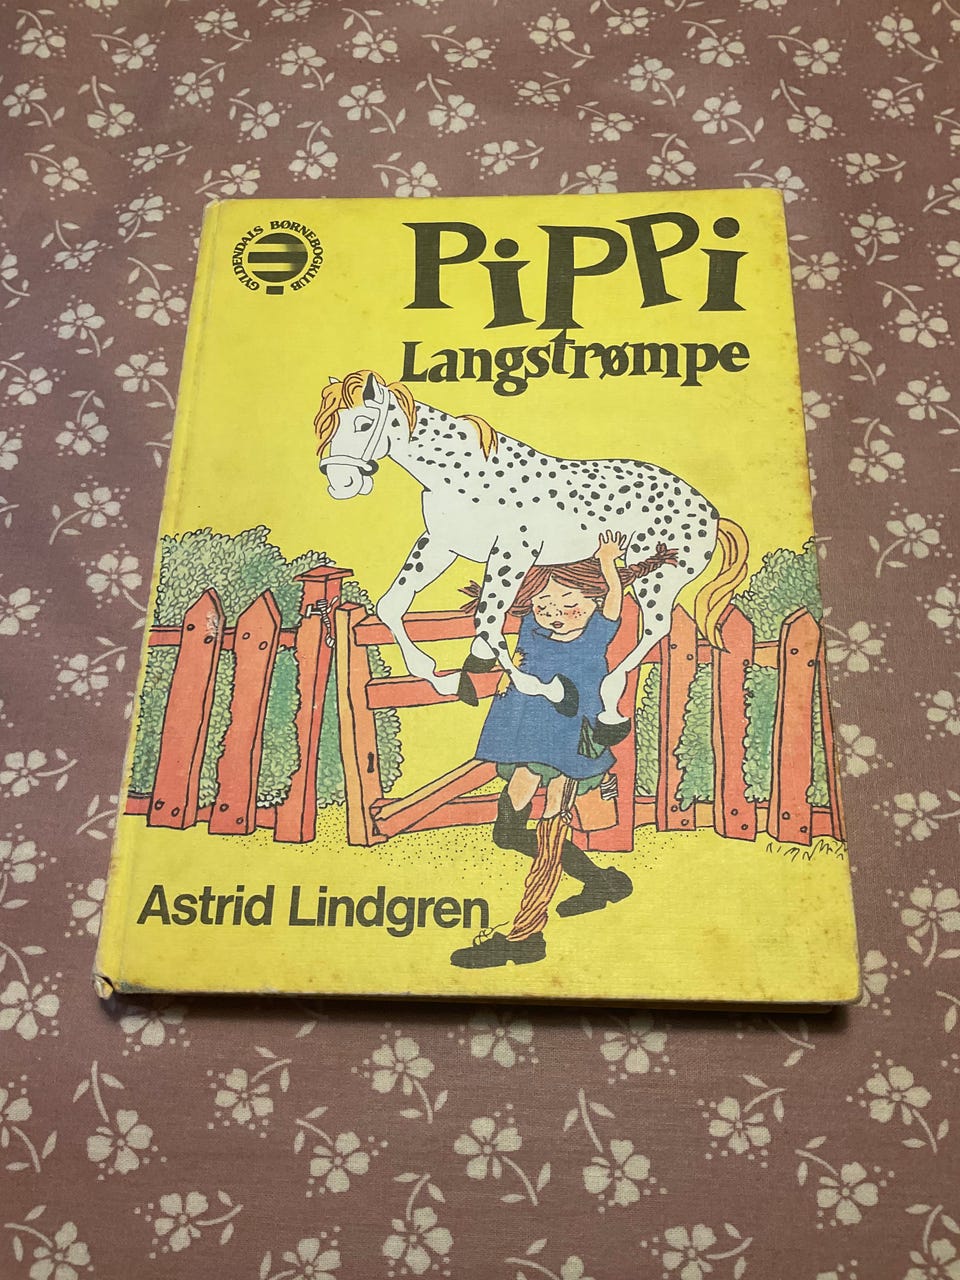 GYLDENDALS BØRNEBOGKLUB
PiPPi
Langstrømpe
Astrid Lindgren